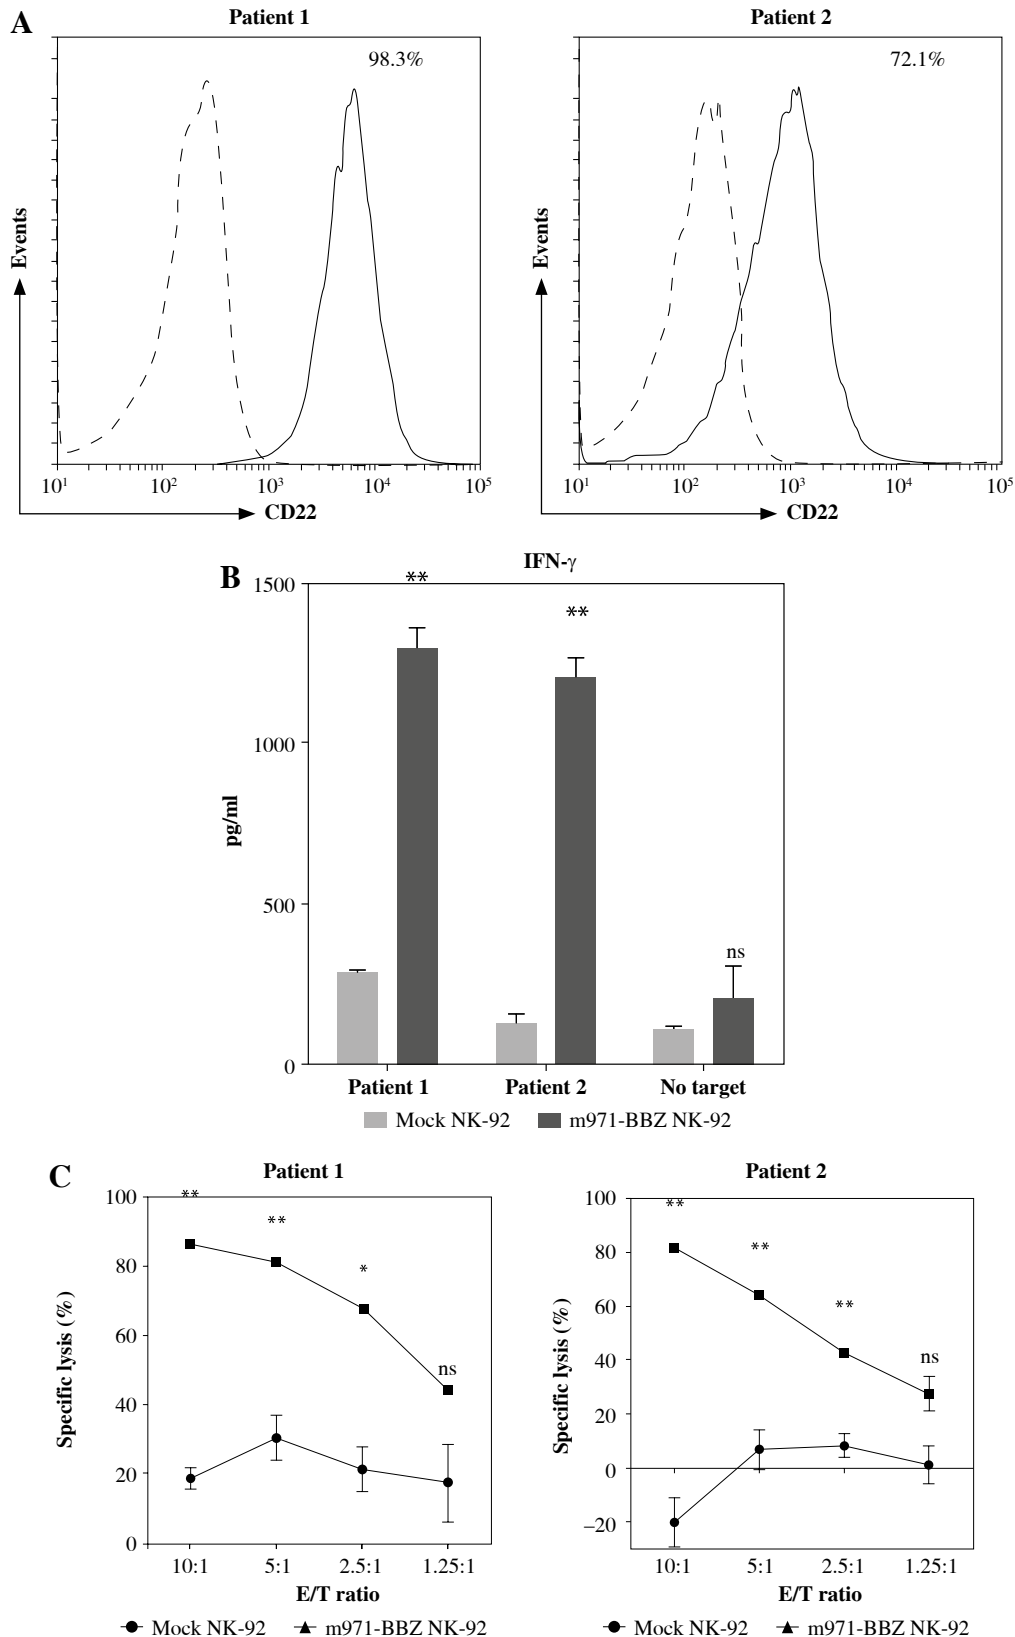 A
Patient 1
98.3%
Events
10¹ 10² 10³ 10⁴ 10⁵
CD22
Patient 2
72.1%
Events
10¹ 10² 10³ 10⁴ 10⁵
CD22
B
IFN-γ
1500
1000
500
0
pg/ml
**
**
ns
Patient 1 Patient 2 No target
Mock NK-92 m971-BBZ NK-92
C
Patient 1
100
80
60
40
20
0
Specific lysis (%)
**
**
*
ns
10:1 5:1 2.5:1 1.25:1
E/T ratio
Mock NK-92 m971-BBZ NK-92
Patient 2
100
80
60
40
20
0
–20
Specific lysis (%)
**
**
**
ns
10:1 5:1 2.5:1 1.25:1
E/T ratio
Mock NK-92 m971-BBZ NK-92